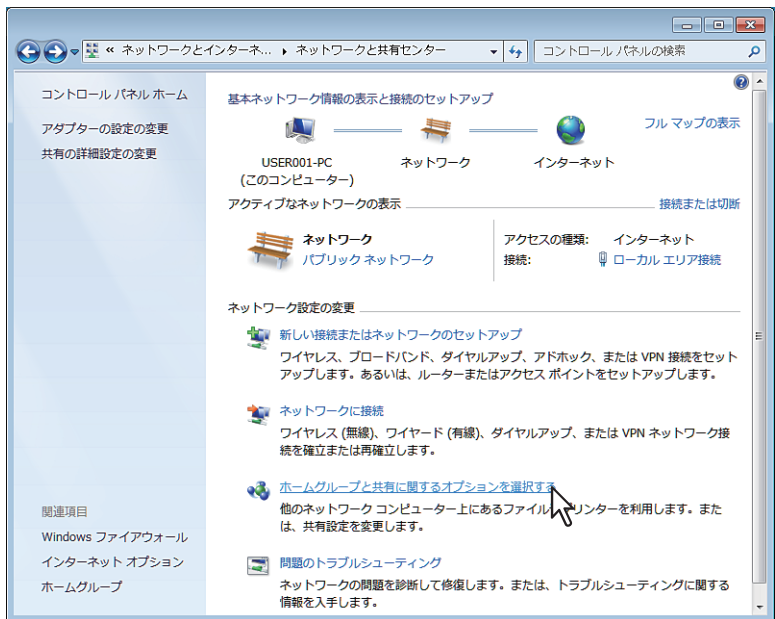 « ネットワークとインターネ... ▸ ネットワークと共有センター
コントロール パネルの検索
コントロール パネル ホーム
アダプターの設定の変更
共有の詳細設定の変更
基本ネットワーク情報の表示と接続のセットアップ
フル マップの表示
USER001-PC
(このコンピューター)
ネットワーク
インターネット
アクティブなネットワークの表示
接続または切断
ネットワーク
パブリック ネットワーク
アクセスの種類: インターネット
接続: ローカル エリア接続
ネットワーク設定の変更
新しい接続またはネットワークのセットアップ
ワイヤレス、ブロードバンド、ダイヤルアップ、アドホック、または VPN 接続をセット
アップします。あるいは、ルーターまたはアクセス ポイントをセットアップします。
ネットワークに接続
ワイヤレス (無線)、ワイヤード (有線)、ダイヤルアップ、または VPN ネットワーク接
続を確立または再確立します。
ホームグループと共有に関するオプションを選択する
他のネットワーク コンピューター上にあるファイル リンターを利用します。また
は、共有設定を変更します。
問題のトラブルシューティング
ネットワークの問題を診断して修復します。または、トラブルシューティングに関する
情報を入手します。
関連項目
Windows ファイアウォール
インターネット オプション
ホームグループ